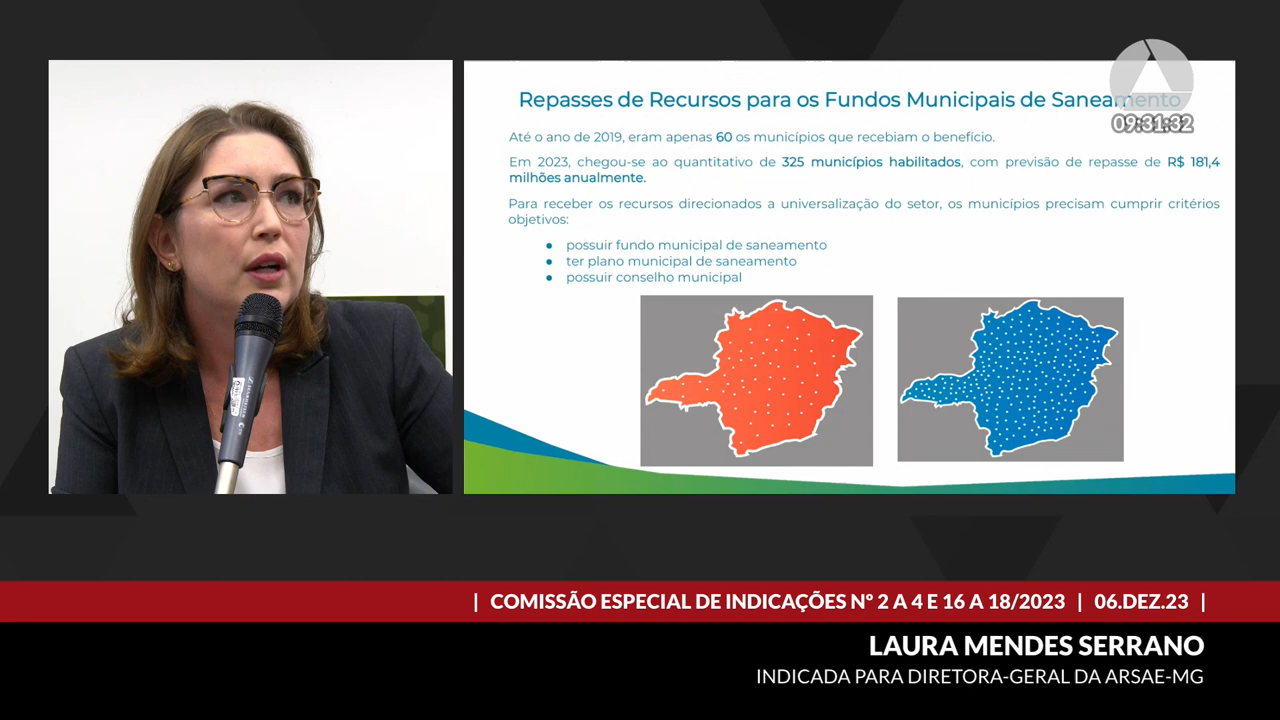 Repasses de Recursos para os Fundos Municipais de Saneamento
09:31:32
Até o ano de 2019, eram apenas 60 os municípios que recebiam o benefício.
Em 2023, chegou-se ao quantitativo de 325 municípios habilitados, com previsão de repasse de R$ 181,4
milhões anualmente.
Para receber os recursos direcionados a universalização do setor, os municípios precisam cumprir critérios
objetivos:
● possuir fundo municipal de saneamento
● ter plano municipal de saneamento
● possuir conselho municipal
| COMISSÃO ESPECIAL DE INDICAÇÕES Nº 2 A 4 E 16 A 18/2023 | 06.DEZ.23 |
LAURA MENDES SERRANO
INDICADA PARA DIRETORA-GERAL DA ARSAE-MG